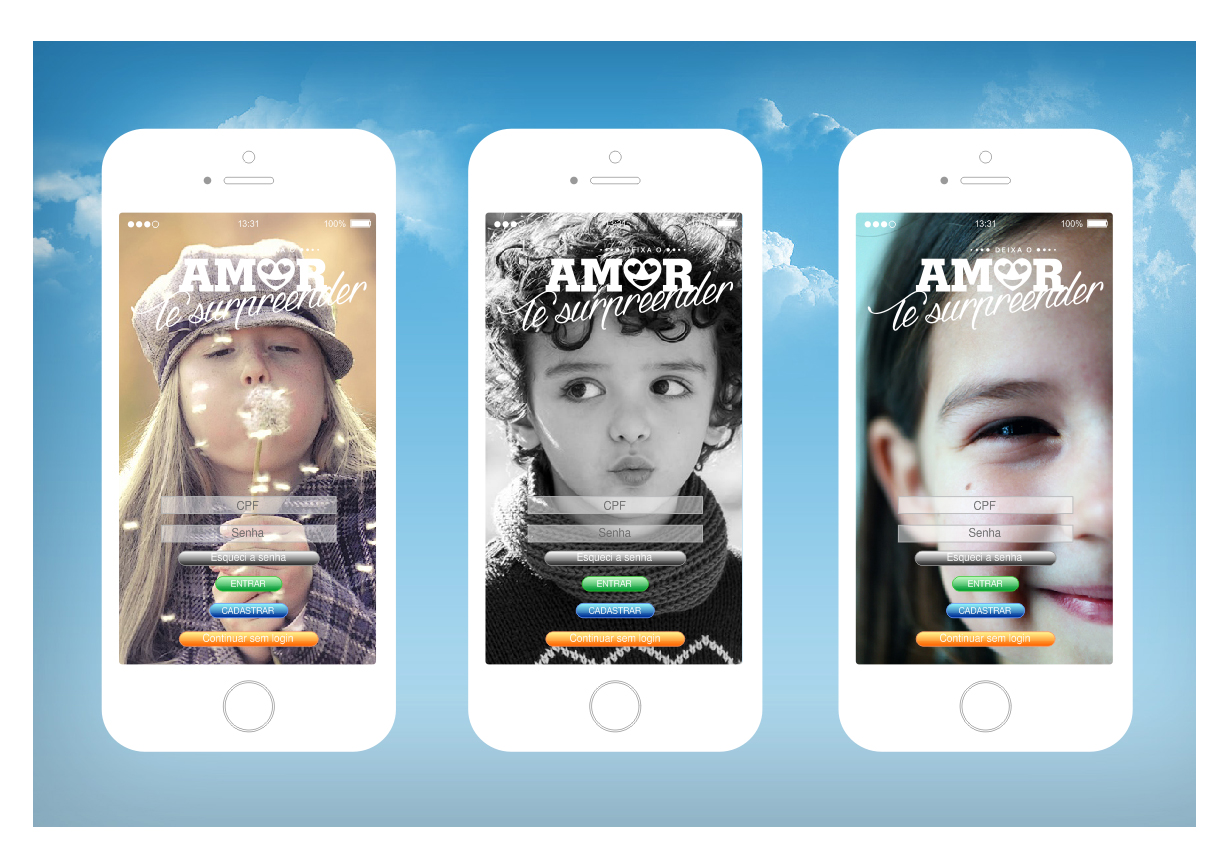 13:31 100%
DEIXA O
AMOR
Te surpreender
CPF
Senha
Esqueci a senha
ENTRAR
CADASTRAR
Continuar sem login
DEIXA O
AMOR
Te surpreender
CPF
Senha
Esqueci a senha
ENTRAR
CADASTRAR
Continuar sem login
13:31 100%
DEIXA O
AMOR
Te surpreender
CPF
Senha
Esqueci a senha
ENTRAR
CADASTRAR
Continuar sem login